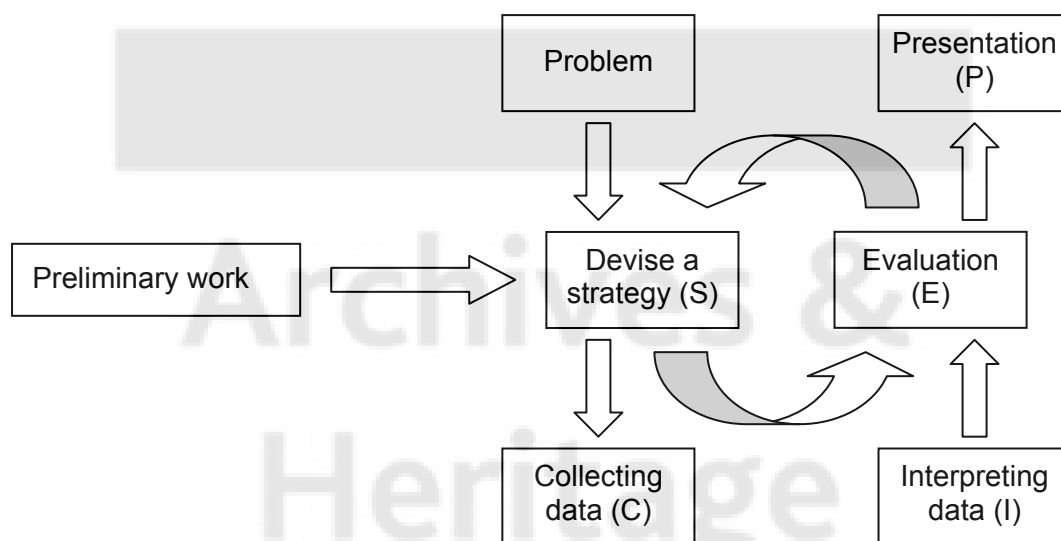 Problem
Presentation
(P)
Preliminary work
Devise a
strategy (S)
Evaluation
(E)
Collecting
data (C)
Interpreting
data (I)
Archives &
Heritage